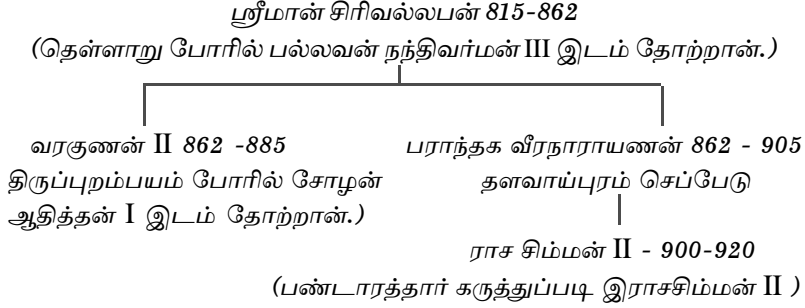 ஸ்ரீமான் சிரிவல்லபன் 815-862
(தெள்ளாறு போரில் பல்லவன் நந்திவர்மன் III இடம் தோற்றான்.)
வரகுணன் II 862 -885
திருப்புறம்பயம் போரில் சோழன்
ஆதித்தன் I இடம் தோற்றான்.)
பராந்தக வீரநாராயணன் 862 - 905
தளவாய்புரம் செப்பேடு
ராச சிம்மன் II - 900-920
(பண்டாரத்தார் கருத்துப்படி இராசசிம்மன் II )